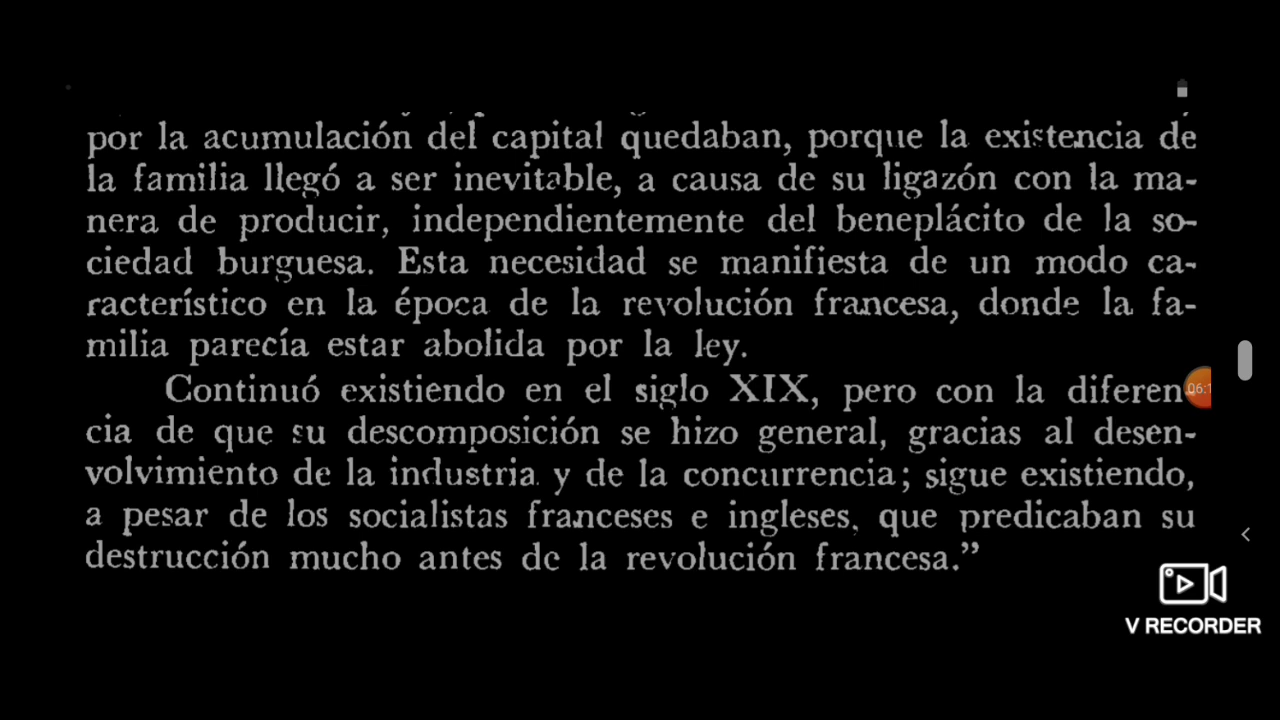 por la acumulación del capital quedaban, porque la existencia de
la familia llegó a ser inevitable, a causa de su ligazón con la ma-
nera de producir, independientemente del beneplácito de la so-
ciedad burguesa. Esta necesidad se manifiesta de un modo ca-
racterístico en la época de la revolución francesa, donde la fa-
milia parecía estar abolida por la ley.
Continuó existiendo en el siglo XIX, pero con la diferen
cia de que su descomposición se hizo general, gracias al desen-
volvimiento de la industria y de la concurrencia; sigue existiendo,
a pesar de los socialistas franceses e ingleses, que predicaban su
destrucción mucho antes de la revolución francesa.”
06:1
V RECORDER